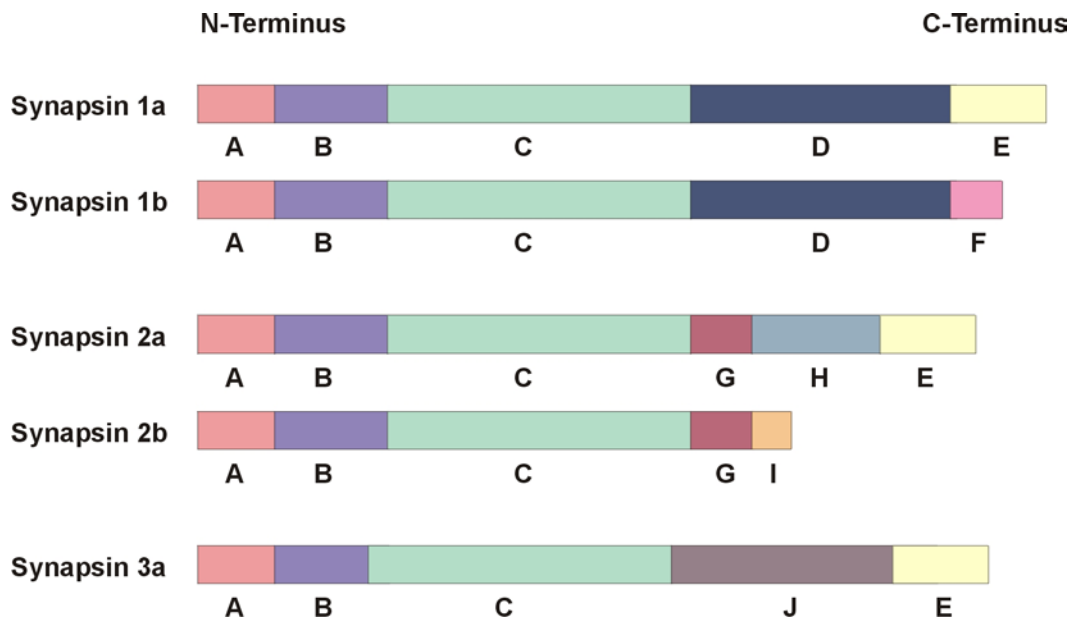 N-Terminus C-Terminus
Synapsin 1a
A B C D E
Synapsin 1b
A B C D F
Synapsin 2a
A B C G H E
Synapsin 2b
A B C G I
Synapsin 3a
A B C J E